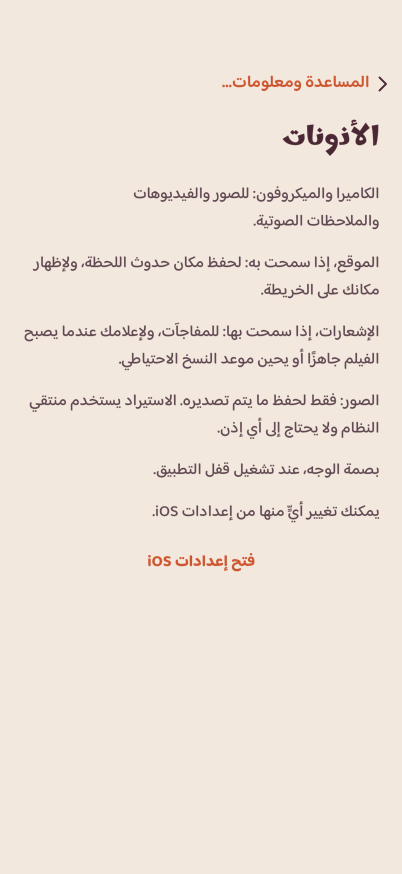 المساعدة ومعلومات...
الأذونات
الكاميرا والميكروفون: للصور والفيديوهات
والملاحظات الصوتية.
الموقع، إذا سمحت به: لحفظ مكان حدوث اللحظة، ولإظهار
مكانك على الخريطة.
الإشعارات، إذا سمحت بها: للمفاجآت، ولإعلامك عندما يصبح
الفيلم جاهزًا أو يحين موعد النسخ الاحتياطي.
الصور: فقط لحفظ ما يتم تصديره. الاستيراد يستخدم منتقي
النظام ولا يحتاج إلى أي إذن.
بصمة الوجه، عند تشغيل قفل التطبيق.
يمكنك تغيير أيٍّ منها من إعدادات iOS.
فتح إعدادات iOS